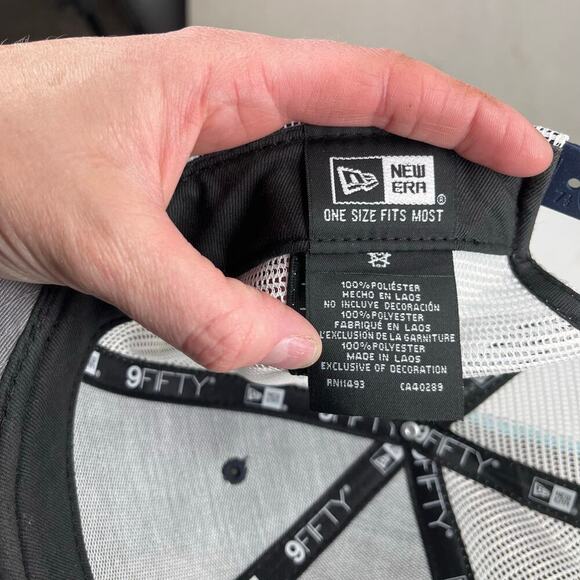 NEW
ERA
®
ONE SIZE FITS MOST
100%POLIÉSTER
HECHO EN LAOS
NO INCLUYE DECORACIÓN
100%POLYESTER
FABRIQUÉ EN LAOS
L'EXCLUSION DE LA GARNITURE
100%POLYESTER
MADE IN LAOS
EXCLUSIVE OF DECORATION
RN11493 CA40289
9FIFTY
9FIFTY
9FIFTY
9FIFTY